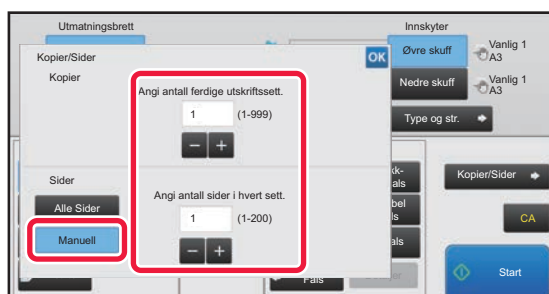 Utmatningsbrett
Innskyter
Kopier/Sider
OK
Øvre skuff
Vanlig 1
A3
Kopier
Angi antall ferdige utskriftssett.
Nedre skuff
Vanlig 1
A3
1 (1-999)
Type og str.
Sider
Angi antall sider i hvert sett.
Kopier/Sider
Alle Sider
1 (1-200)
CA
Manuell
Fals
Start